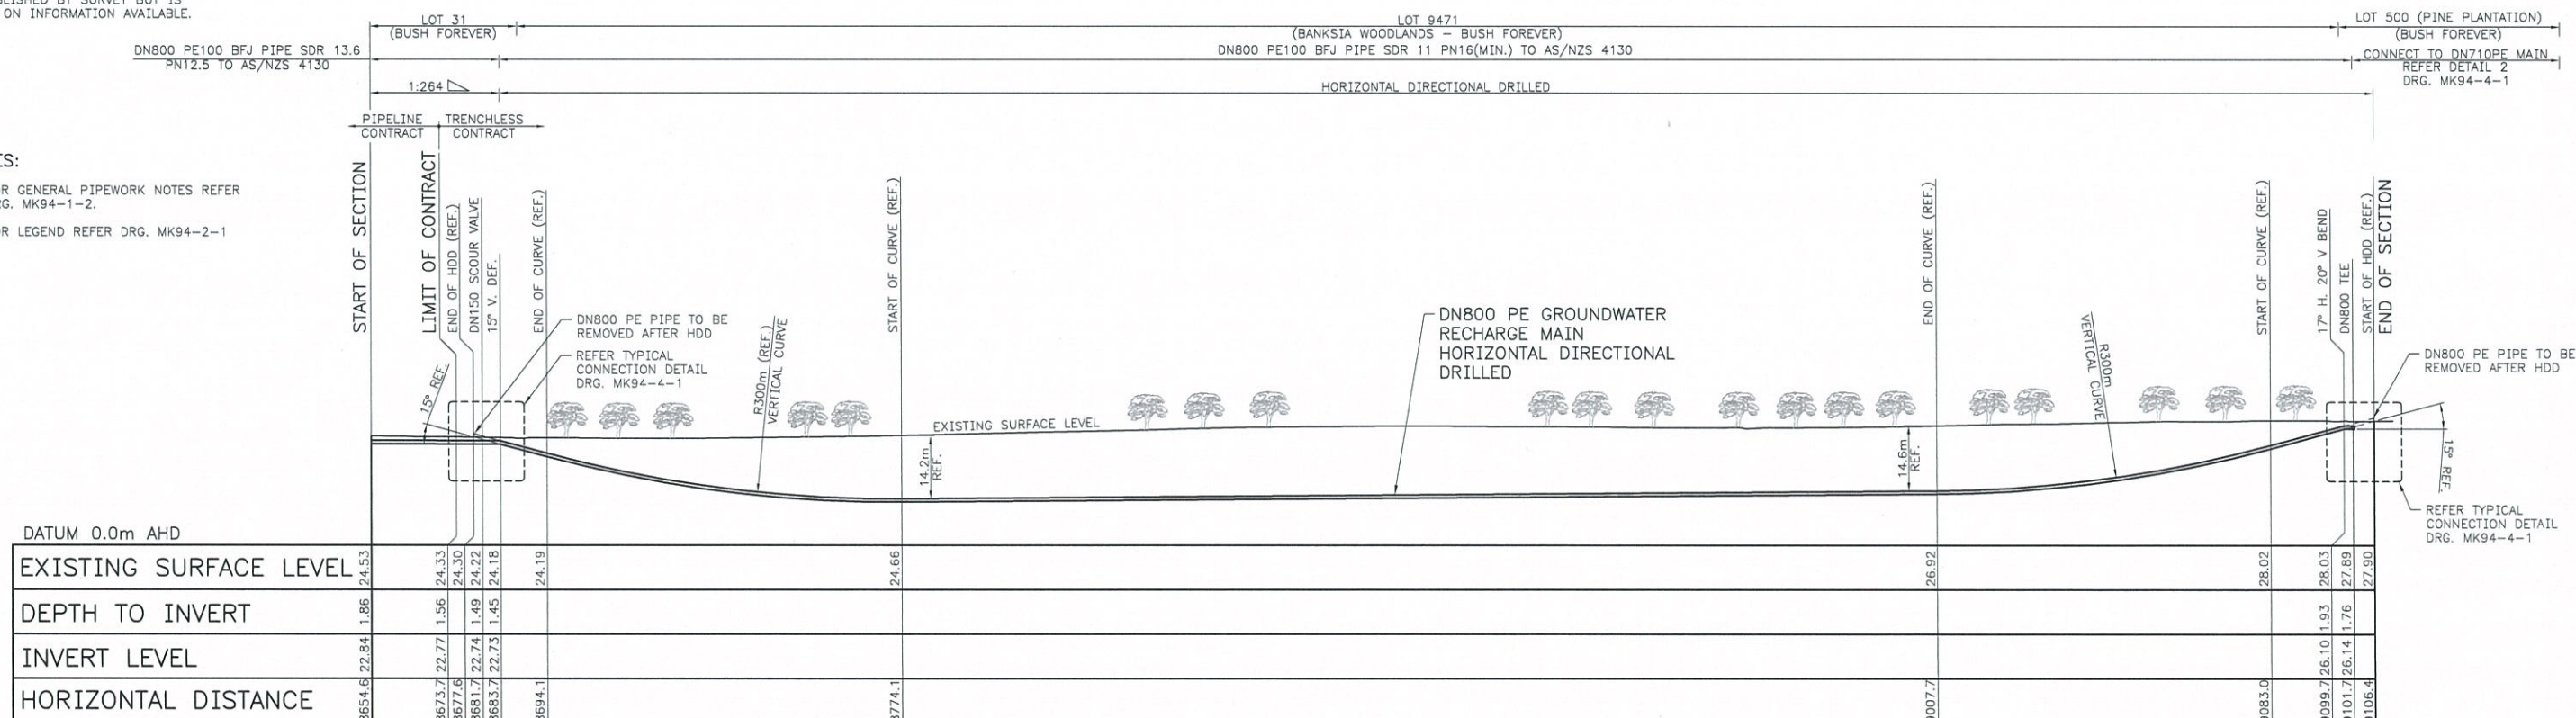 ON INFORMATION AVAILABLE.
LOT 31
(BUSH FOREVER)
LOT 9471
(BANKSIA WOODLANDS - BUSH FOREVER)
LOT 500 (PINE PLANTATION)
(BUSH FOREVER)
DN800 PE100 BFJ PIPE SDR 13.6
PN12.5 TO AS/NZS 4130
DN800 PE100 BFJ PIPE SDR 11 PN16(MIN.) TO AS/NZS 4130
CONNECT TO DN710PE MAIN
REFER DETAIL 2
DRG. MK94-4-1
1:264
HORIZONTAL DIRECTIONAL DRILLED
PIPELINE
CONTRACT
TRENCHLESS
CONTRACT
GENERAL PIPEWORK NOTES REFER
MK94-1-2.
LEGEND REFER DRG. MK94-2-1
START OF SECTION
LIMIT OF CONTRACT
END OF HDD (REF.)
DN150 SCOUR VALVE
15° V. DEF.
END OF CURVE (REF.)
START OF CURVE (REF.)
END OF CURVE (REF.)
START OF CURVE (REF.)
17° H. 20° V BEND
DN800 TEE
START OF HDD (REF.)
END OF SECTION
DN800 PE PIPE TO BE
REMOVED AFTER HDD
REFER TYPICAL
CONNECTION DETAIL
DRG. MK94-4-1
15° REF.
R300m (REF.)
VERTICAL CURVE
EXISTING SURFACE LEVEL
14.2m
REF.
DN800 PE GROUNDWATER
RECHARGE MAIN
HORIZONTAL DIRECTIONAL
DRILLED
14.6m
REF.
R300m
VERTICAL CURVE
DN800 PE PIPE TO BE
REMOVED AFTER HDD
15° REF.
REFER TYPICAL
CONNECTION DETAIL
DRG. MK94-4-1
DATUM 0.0m AHD
EXISTING SURFACE LEVEL 24.53 24.33 24.30 24.22 24.18 24.19 24.66 26.92 28.02 28.03 27.89 27.90
DEPTH TO INVERT 1.86 1.56 1.49 1.45 1.93 1.76
INVERT LEVEL 22.84 22.77 22.74 22.73 26.10 26.14
HORIZONTAL DISTANCE